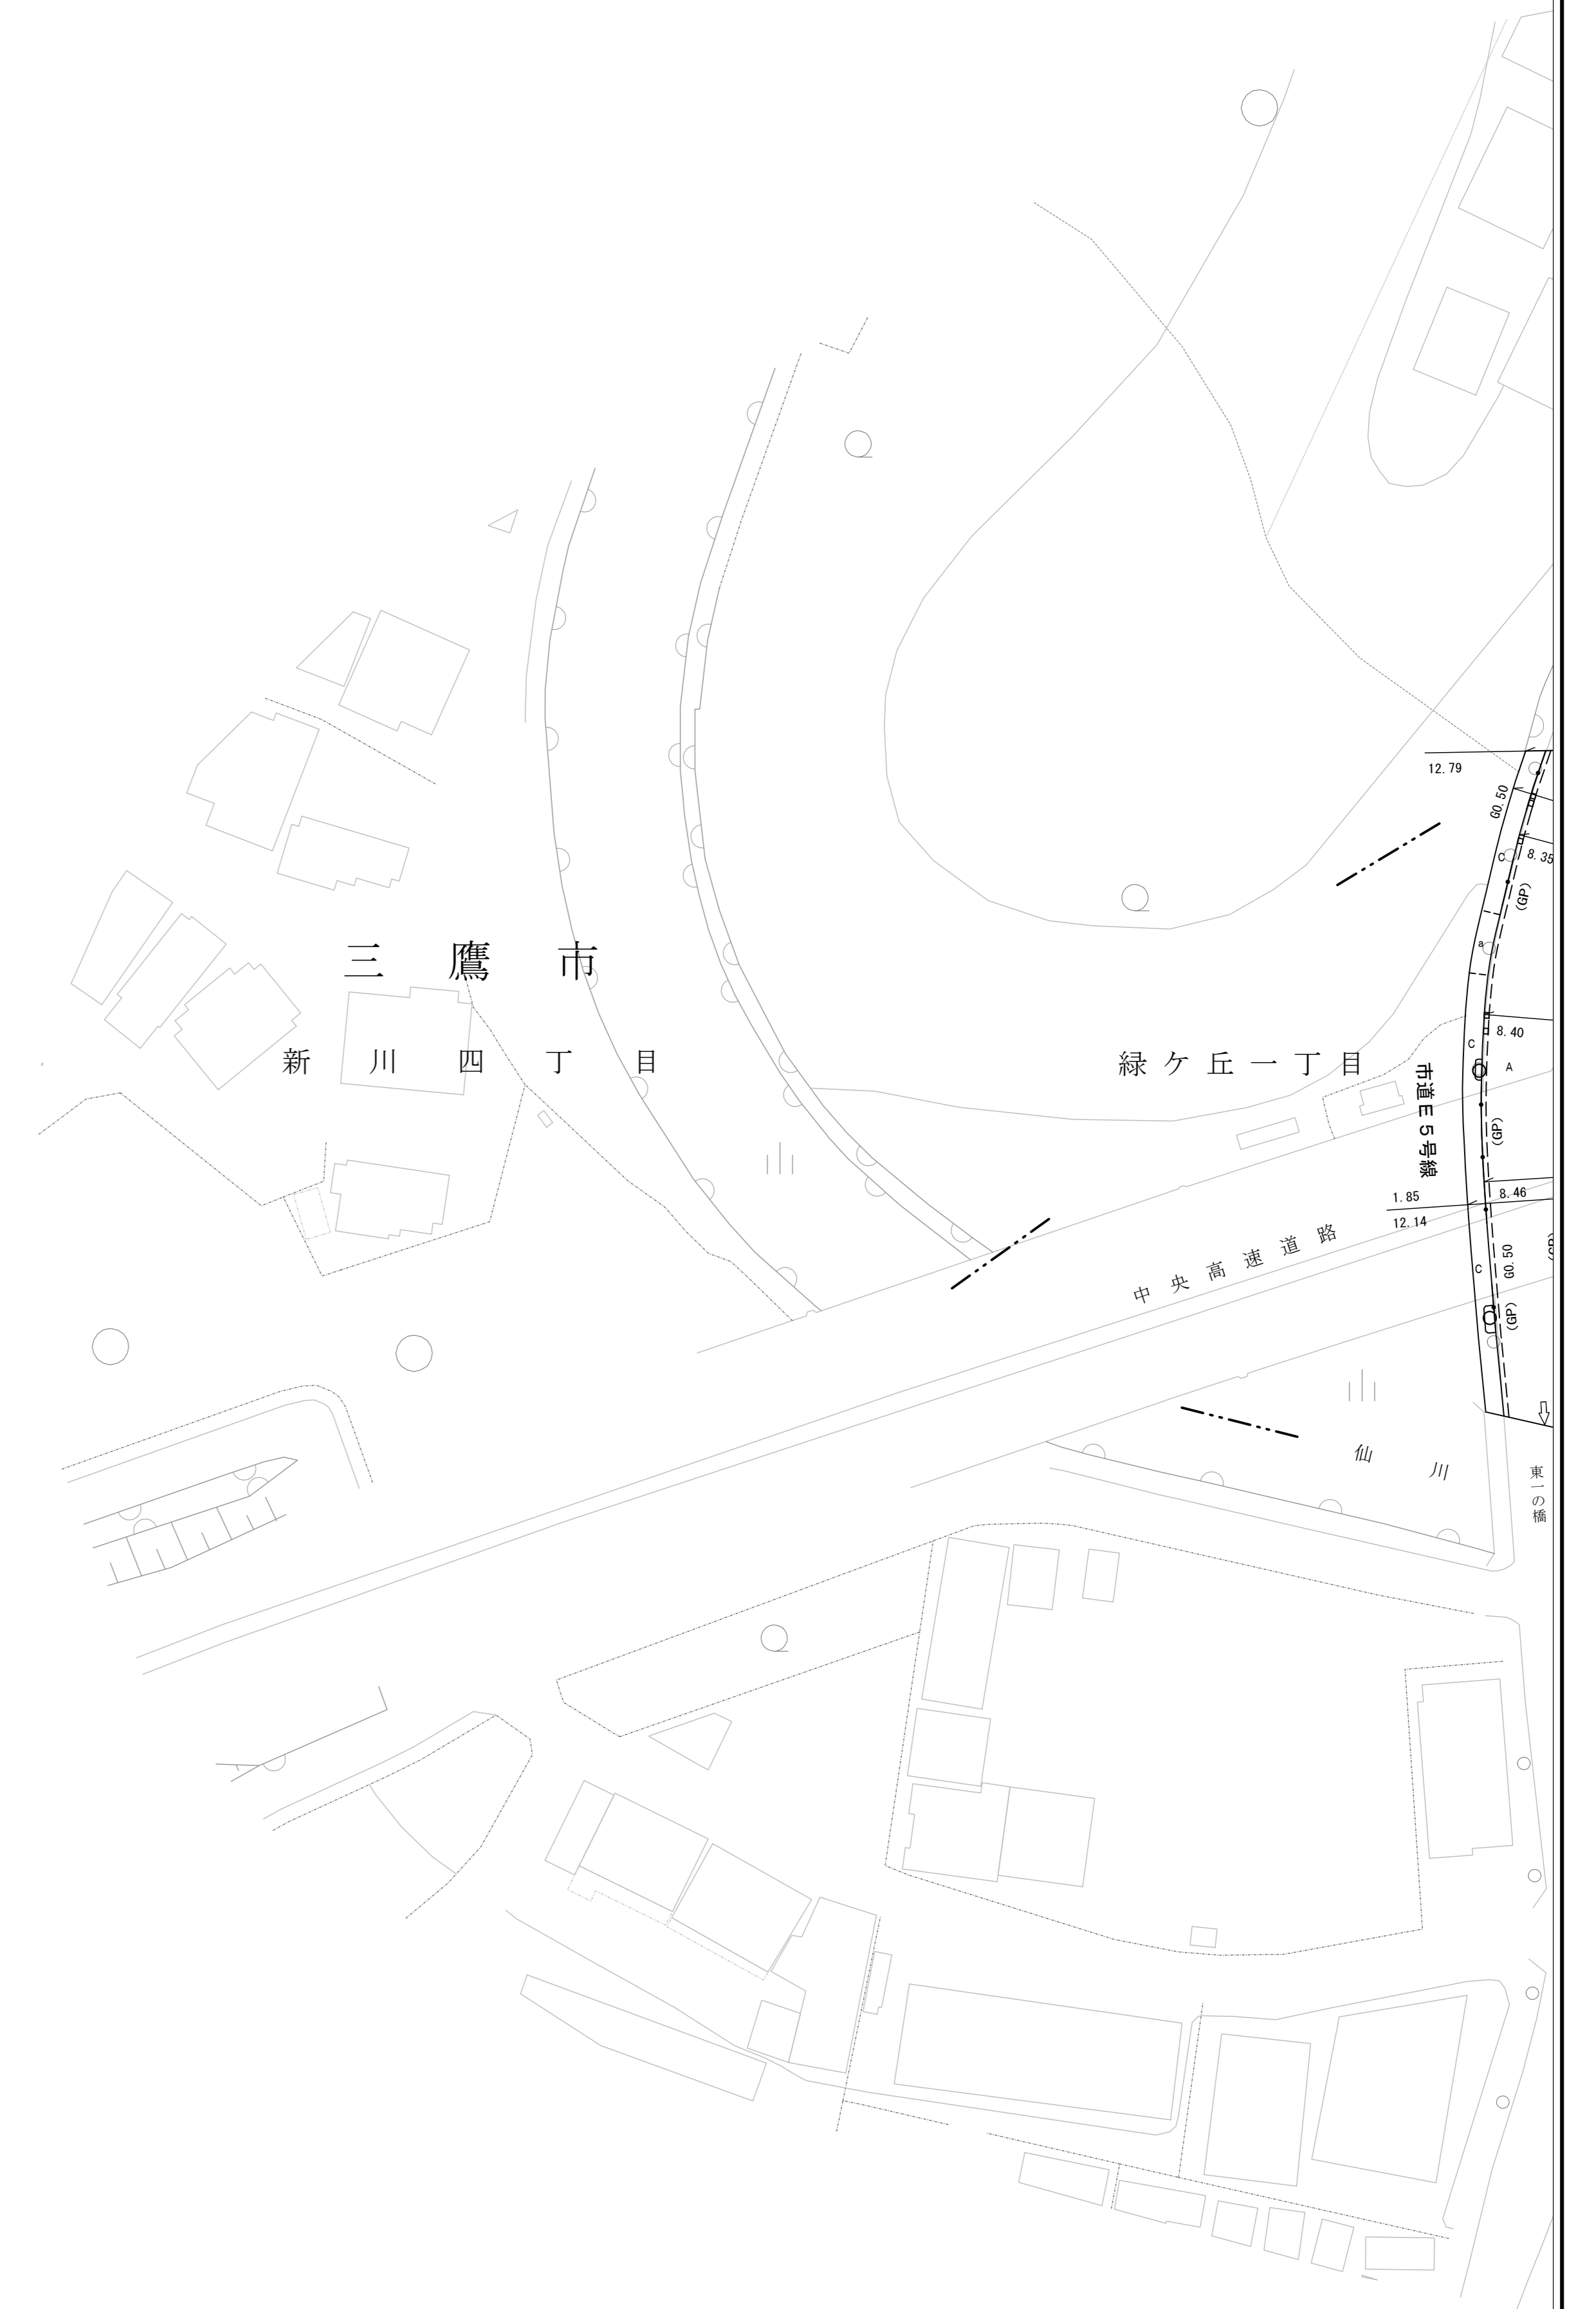 12.79
G0.50
C
8.35
(GP)
a
三鷹市
8.40
C
新川四丁目
緑ケ丘一丁目
A
市道E5号線
(GP)
1.85
8.46
12.14
中央高速道路
G0.50
C
(GP)
仙川
東一の橋